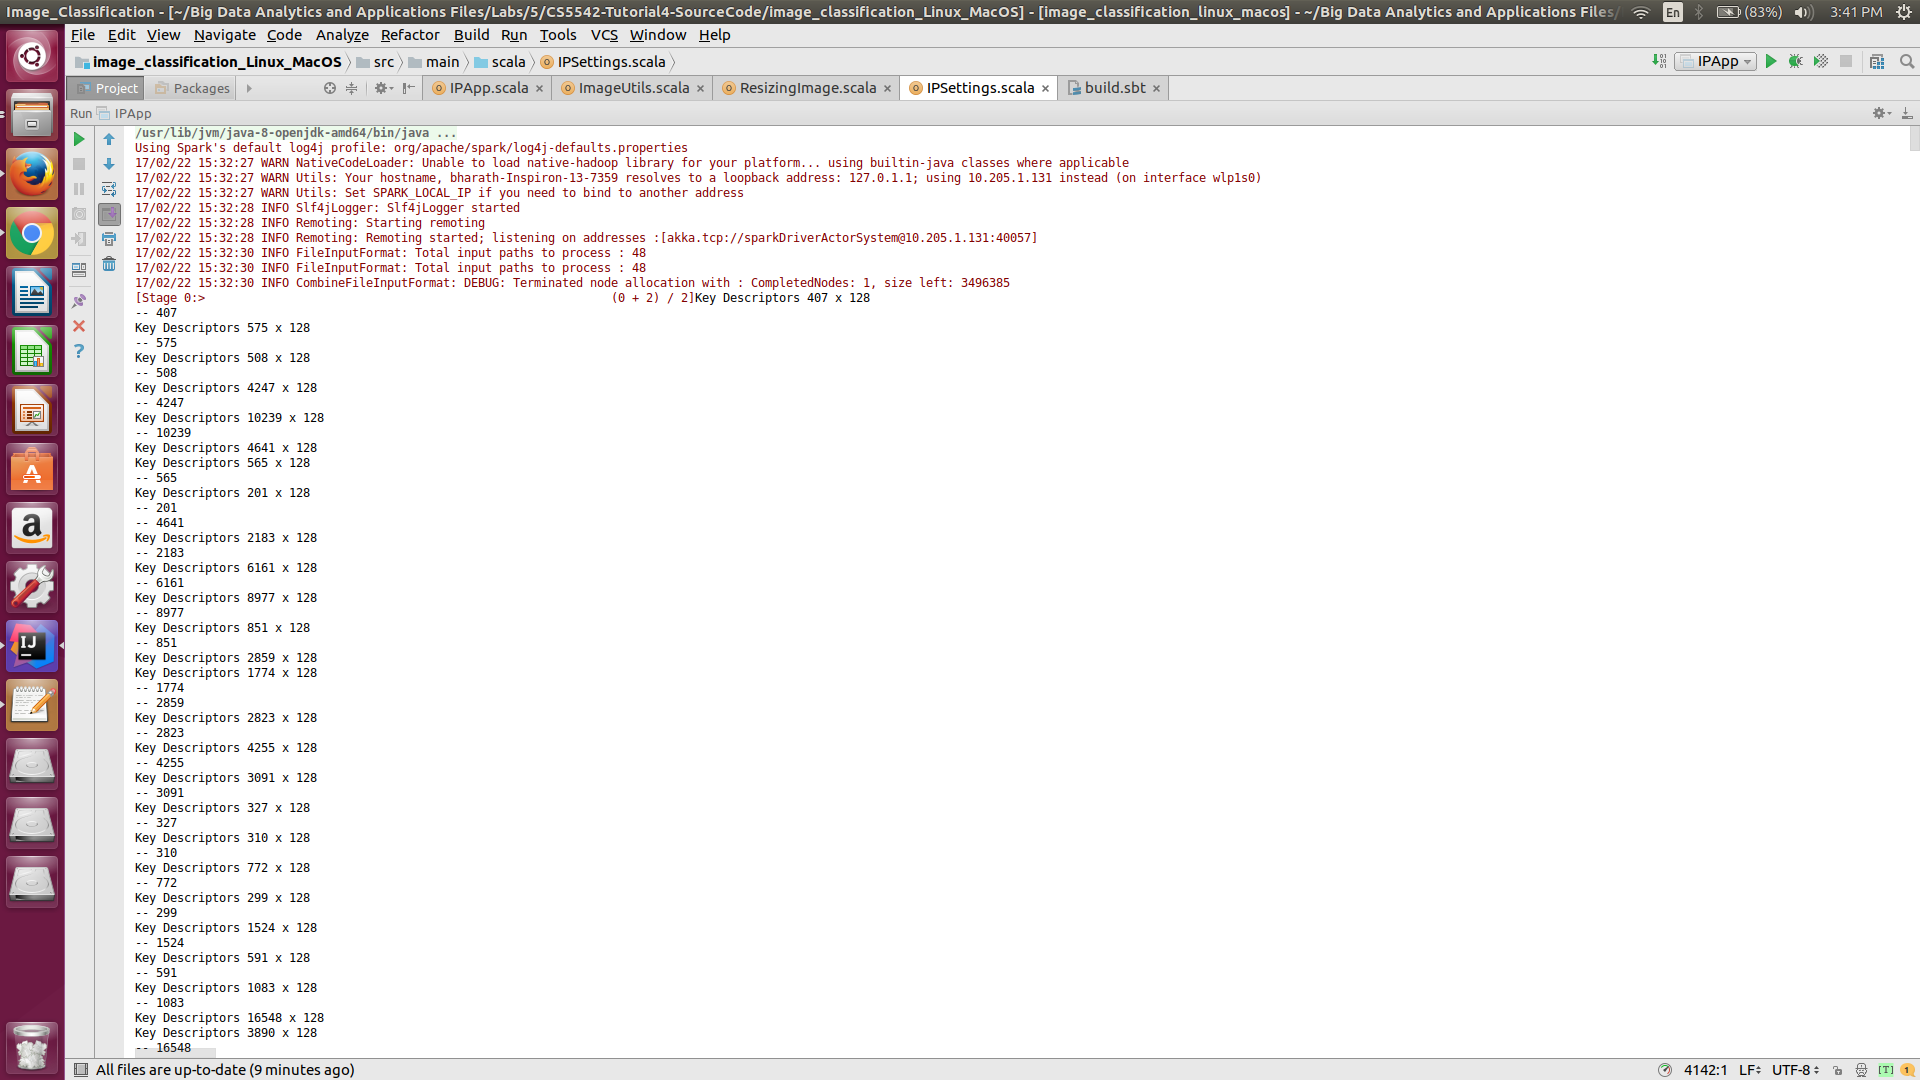 Image_Classification - [~/Big Data Analytics and Applications Files/Labs/5/CS5542-Tutorial4-SourceCode/image_classification_Linux_MacOS] - [image_classification_linux_macos] - ~/Big Data Analytics and Applications Files/
En (83%) 3:41 PM
File Edit View Navigate Code Analyze Refactor Build Run Tools VCS Window Help
image_classification_Linux_MacOS src main scala IPSettings.scala
IPApp
Project Packages IPApp.scala ImageUtils.scala ResizingImage.scala IPSettings.scala build.sbt
Run IPApp
/usr/lib/jvm/java-8-openjdk-amd64/bin/java ...
Using Spark's default log4j profile: org/apache/spark/log4j-defaults.properties
17/02/22 15:32:27 WARN NativeCodeLoader: Unable to load native-hadoop library for your platform... using builtin-java classes where applicable
17/02/22 15:32:27 WARN Utils: Your hostname, bharath-Inspiron-13-7359 resolves to a loopback address: 127.0.1.1; using 10.205.1.131 instead (on interface wlp1s0)
17/02/22 15:32:27 WARN Utils: Set SPARK_LOCAL_IP if you need to bind to another address
17/02/22 15:32:28 INFO Slf4jLogger: Slf4jLogger started
17/02/22 15:32:28 INFO Remoting: Starting remoting
17/02/22 15:32:28 INFO Remoting: Remoting started; listening on addresses :[akka.tcp://sparkDriverActorSystem@10.205.1.131:40057]
17/02/22 15:32:30 INFO FileInputFormat: Total input paths to process : 48
17/02/22 15:32:30 INFO FileInputFormat: Total input paths to process : 48
17/02/22 15:32:30 INFO CombineFileInputFormat: DEBUG: Terminated node allocation with : CompletedNodes: 1, size left: 3496385
[Stage 0:> (0 + 2) / 2]Key Descriptors 407 x 128
-- 407
Key Descriptors 575 x 128
-- 575
Key Descriptors 508 x 128
-- 508
Key Descriptors 4247 x 128
-- 4247
Key Descriptors 10239 x 128
-- 10239
Key Descriptors 4641 x 128
Key Descriptors 565 x 128
-- 565
Key Descriptors 201 x 128
-- 201
-- 4641
Key Descriptors 2183 x 128
-- 2183
Key Descriptors 6161 x 128
-- 6161
Key Descriptors 8977 x 128
-- 8977
Key Descriptors 851 x 128
-- 851
Key Descriptors 2859 x 128
Key Descriptors 1774 x 128
-- 1774
-- 2859
Key Descriptors 2823 x 128
-- 2823
Key Descriptors 4255 x 128
-- 4255
Key Descriptors 3091 x 128
-- 3091
Key Descriptors 327 x 128
-- 327
Key Descriptors 310 x 128
-- 310
Key Descriptors 772 x 128
-- 772
Key Descriptors 299 x 128
-- 299
Key Descriptors 1524 x 128
-- 1524
Key Descriptors 591 x 128
-- 591
Key Descriptors 1083 x 128
-- 1083
Key Descriptors 16548 x 128
Key Descriptors 3890 x 128
-- 16548
All files are up-to-date (9 minutes ago) 4142:1 LF UTF-8 [T] 1